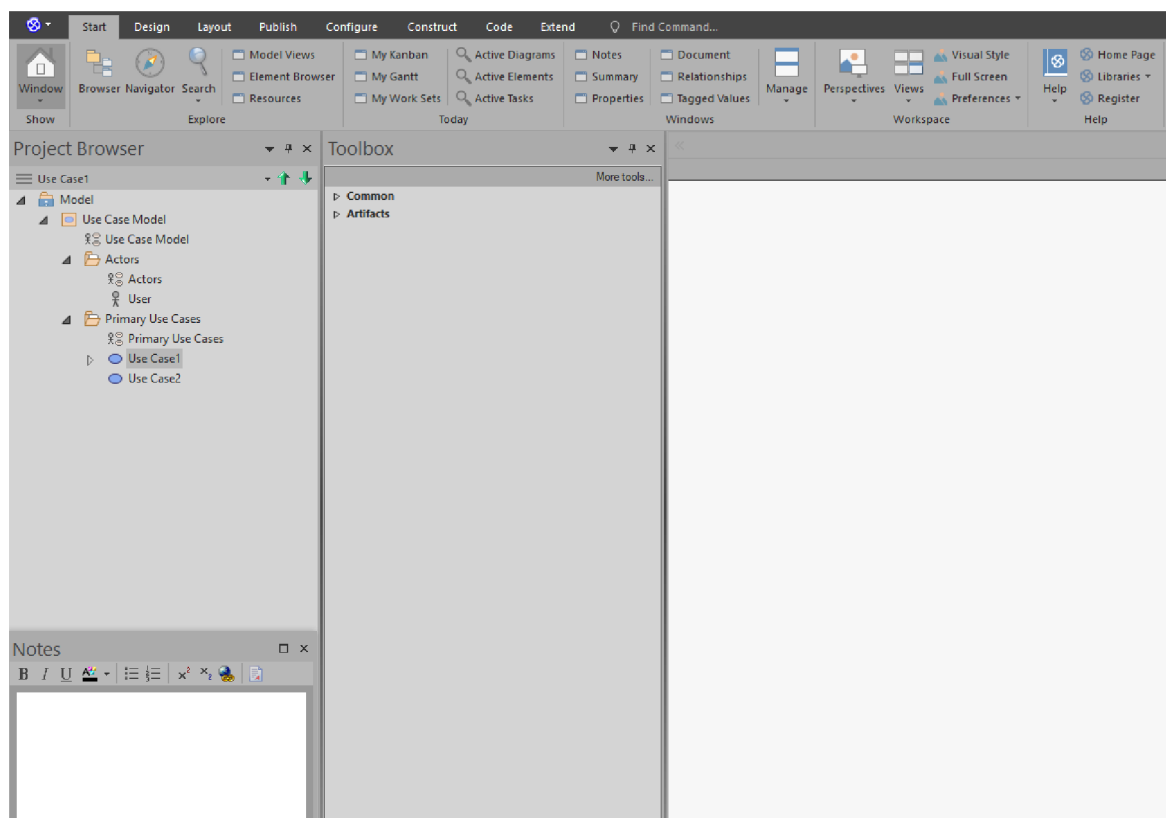 Start Design Layout Publish Configure Construct Code Extend Find Command...
Model Views My Kanban Active Diagrams Notes Document Visual Style Home Page
Element Browser My Gantt Active Elements Summary Relationships Full Screen Libraries
Window Browser Navigator Search Manage Perspectives Views Help
Resources My Work Sets Active Tasks Properties Tagged Values Preferences Register
Show Explore Today Windows Workspace Help
Project Browser
Use Case1
Model
Use Case Model
Use Case Model
Actors
Actors
User
Primary Use Cases
Primary Use Cases
Use Case1
Use Case2
Toolbox
More tools...
Common
Artifacts
Notes
B I U A x² x₂